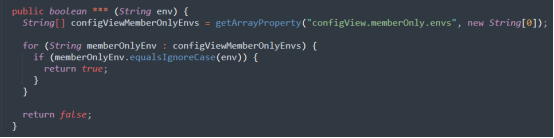 public boolean *** (String env) {
String[] configViewMemberOnlyEnvs = getArrayProperty("configView.memberOnly.envs", new String[0]);
for (String memberOnlyEnv : configViewMemberOnlyEnvs) {
if (memberOnlyEnv.equalsIgnoreCase(env)) {
return true;
}
}
return false;
}